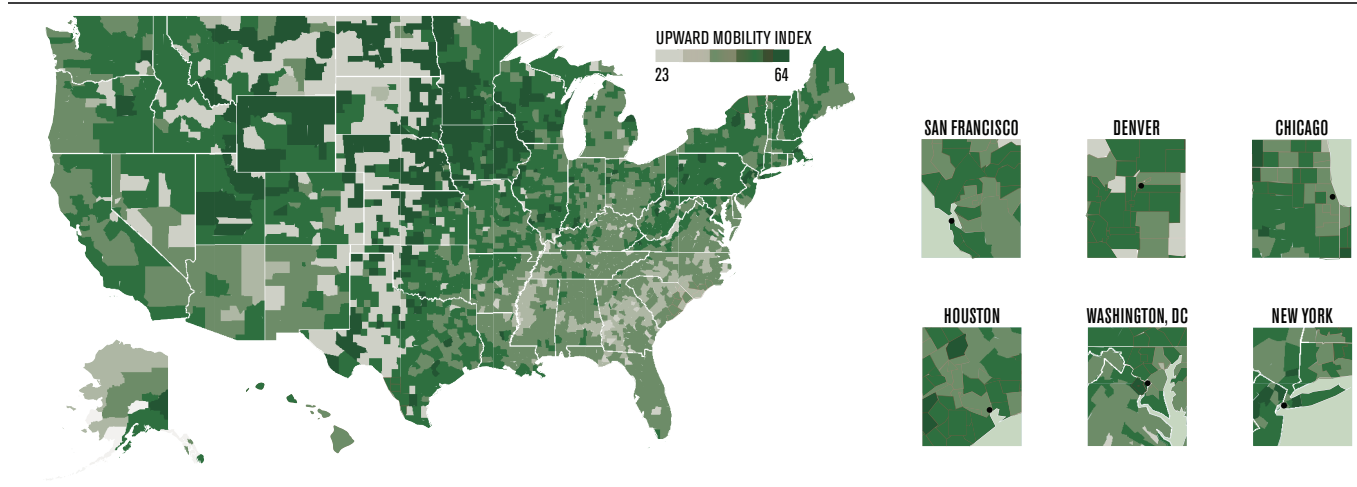 UPWARD MOBILITY INDEX
23 64
SAN FRANCISCO
DENVER
CHICAGO
HOUSTON
WASHINGTON, DC
NEW YORK